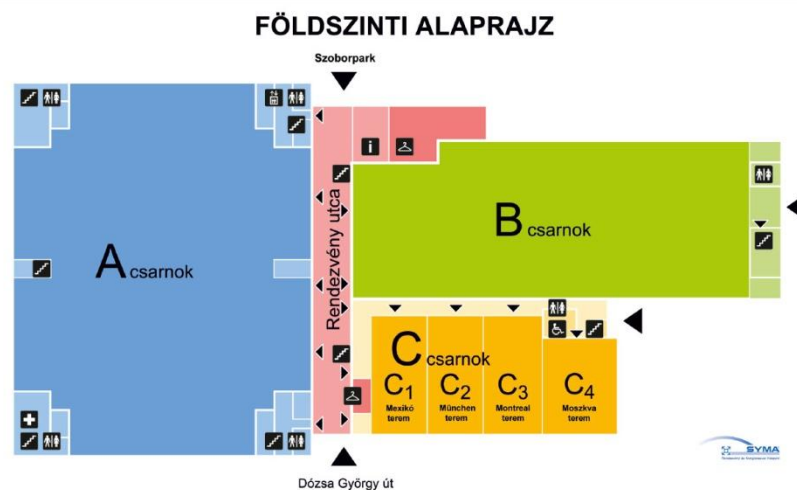 FÖLDSZINTI ALAPRAJZ
Szoborpark
i
Rendezvény utca
A csarnok
B csarnok
C csarnok
C1
Mexikó
terem
C2
München
terem
C3
Montreal
terem
C4
Moszkva
terem
SYMA
Dózsa György út